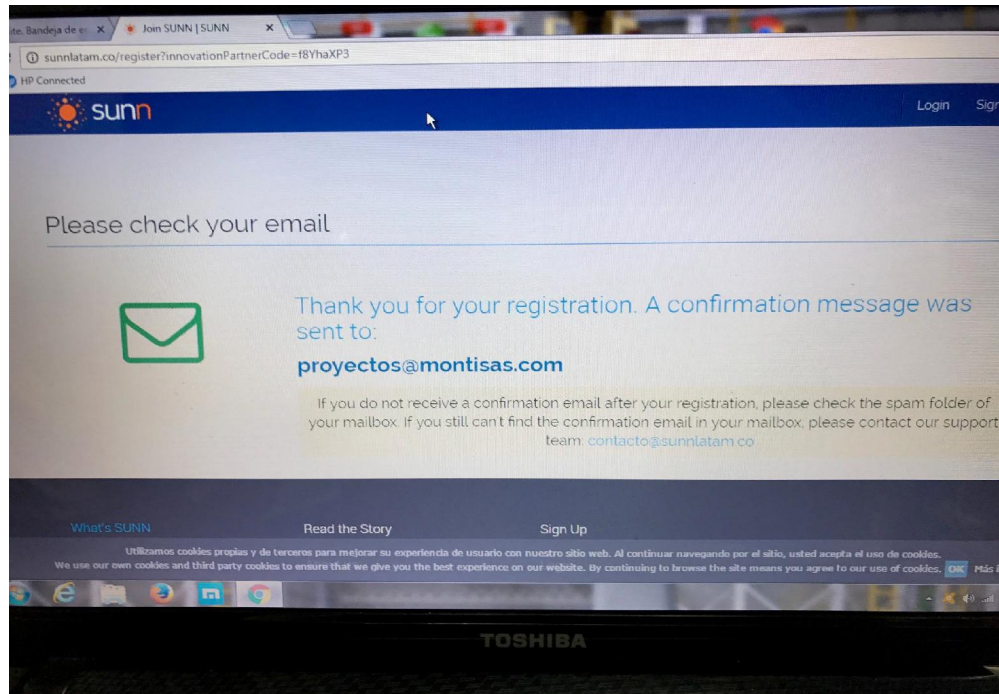 Bandeja de
Join SUNN | SUNN
sunnlatam.co/register?innovationPartnerCode=f8YhaXP3
HP Connected
sunn
Login
Please check your email
Thank you for your registration. A confirmation message was
sent to:
proyectos@montisas.com
If you do not receive a confirmation email after your registration, please check the spam folder of
your mailbox. If you still can't find the confirmation email in your mailbox, please contact our support
team: contacto@sunnlatam.co
What's SUNN Read the Story Sign Up
Utilizamos cookies propias y de terceros para mejorar su experiencia de usuario con nuestro sitio web. Al continuar navegando por el sitio, usted acepta el uso de cookies.
We use our own cookies and third party cookies to ensure that we give you the best experience on our website. By continuing to browse the site means you agree to our use of cookies. OK Más
TOSHIBA